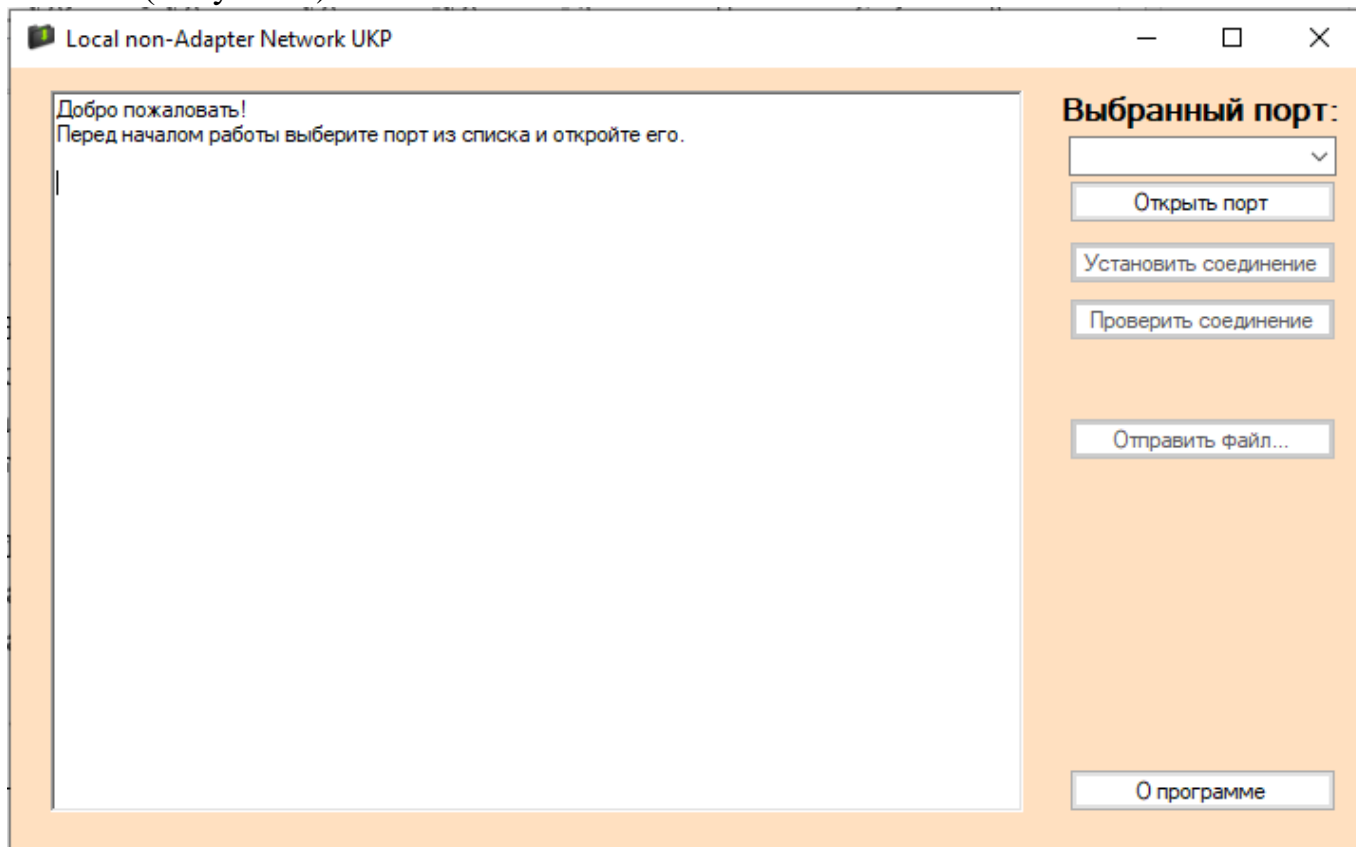 Local non-Adapter Network UKP
Добро пожаловать!
Перед началом работы выберите порт из списка и откройте его.
Выбранный порт:
Открыть порт
Установить соединение
Проверить соединение
Отправить файл...
О программе